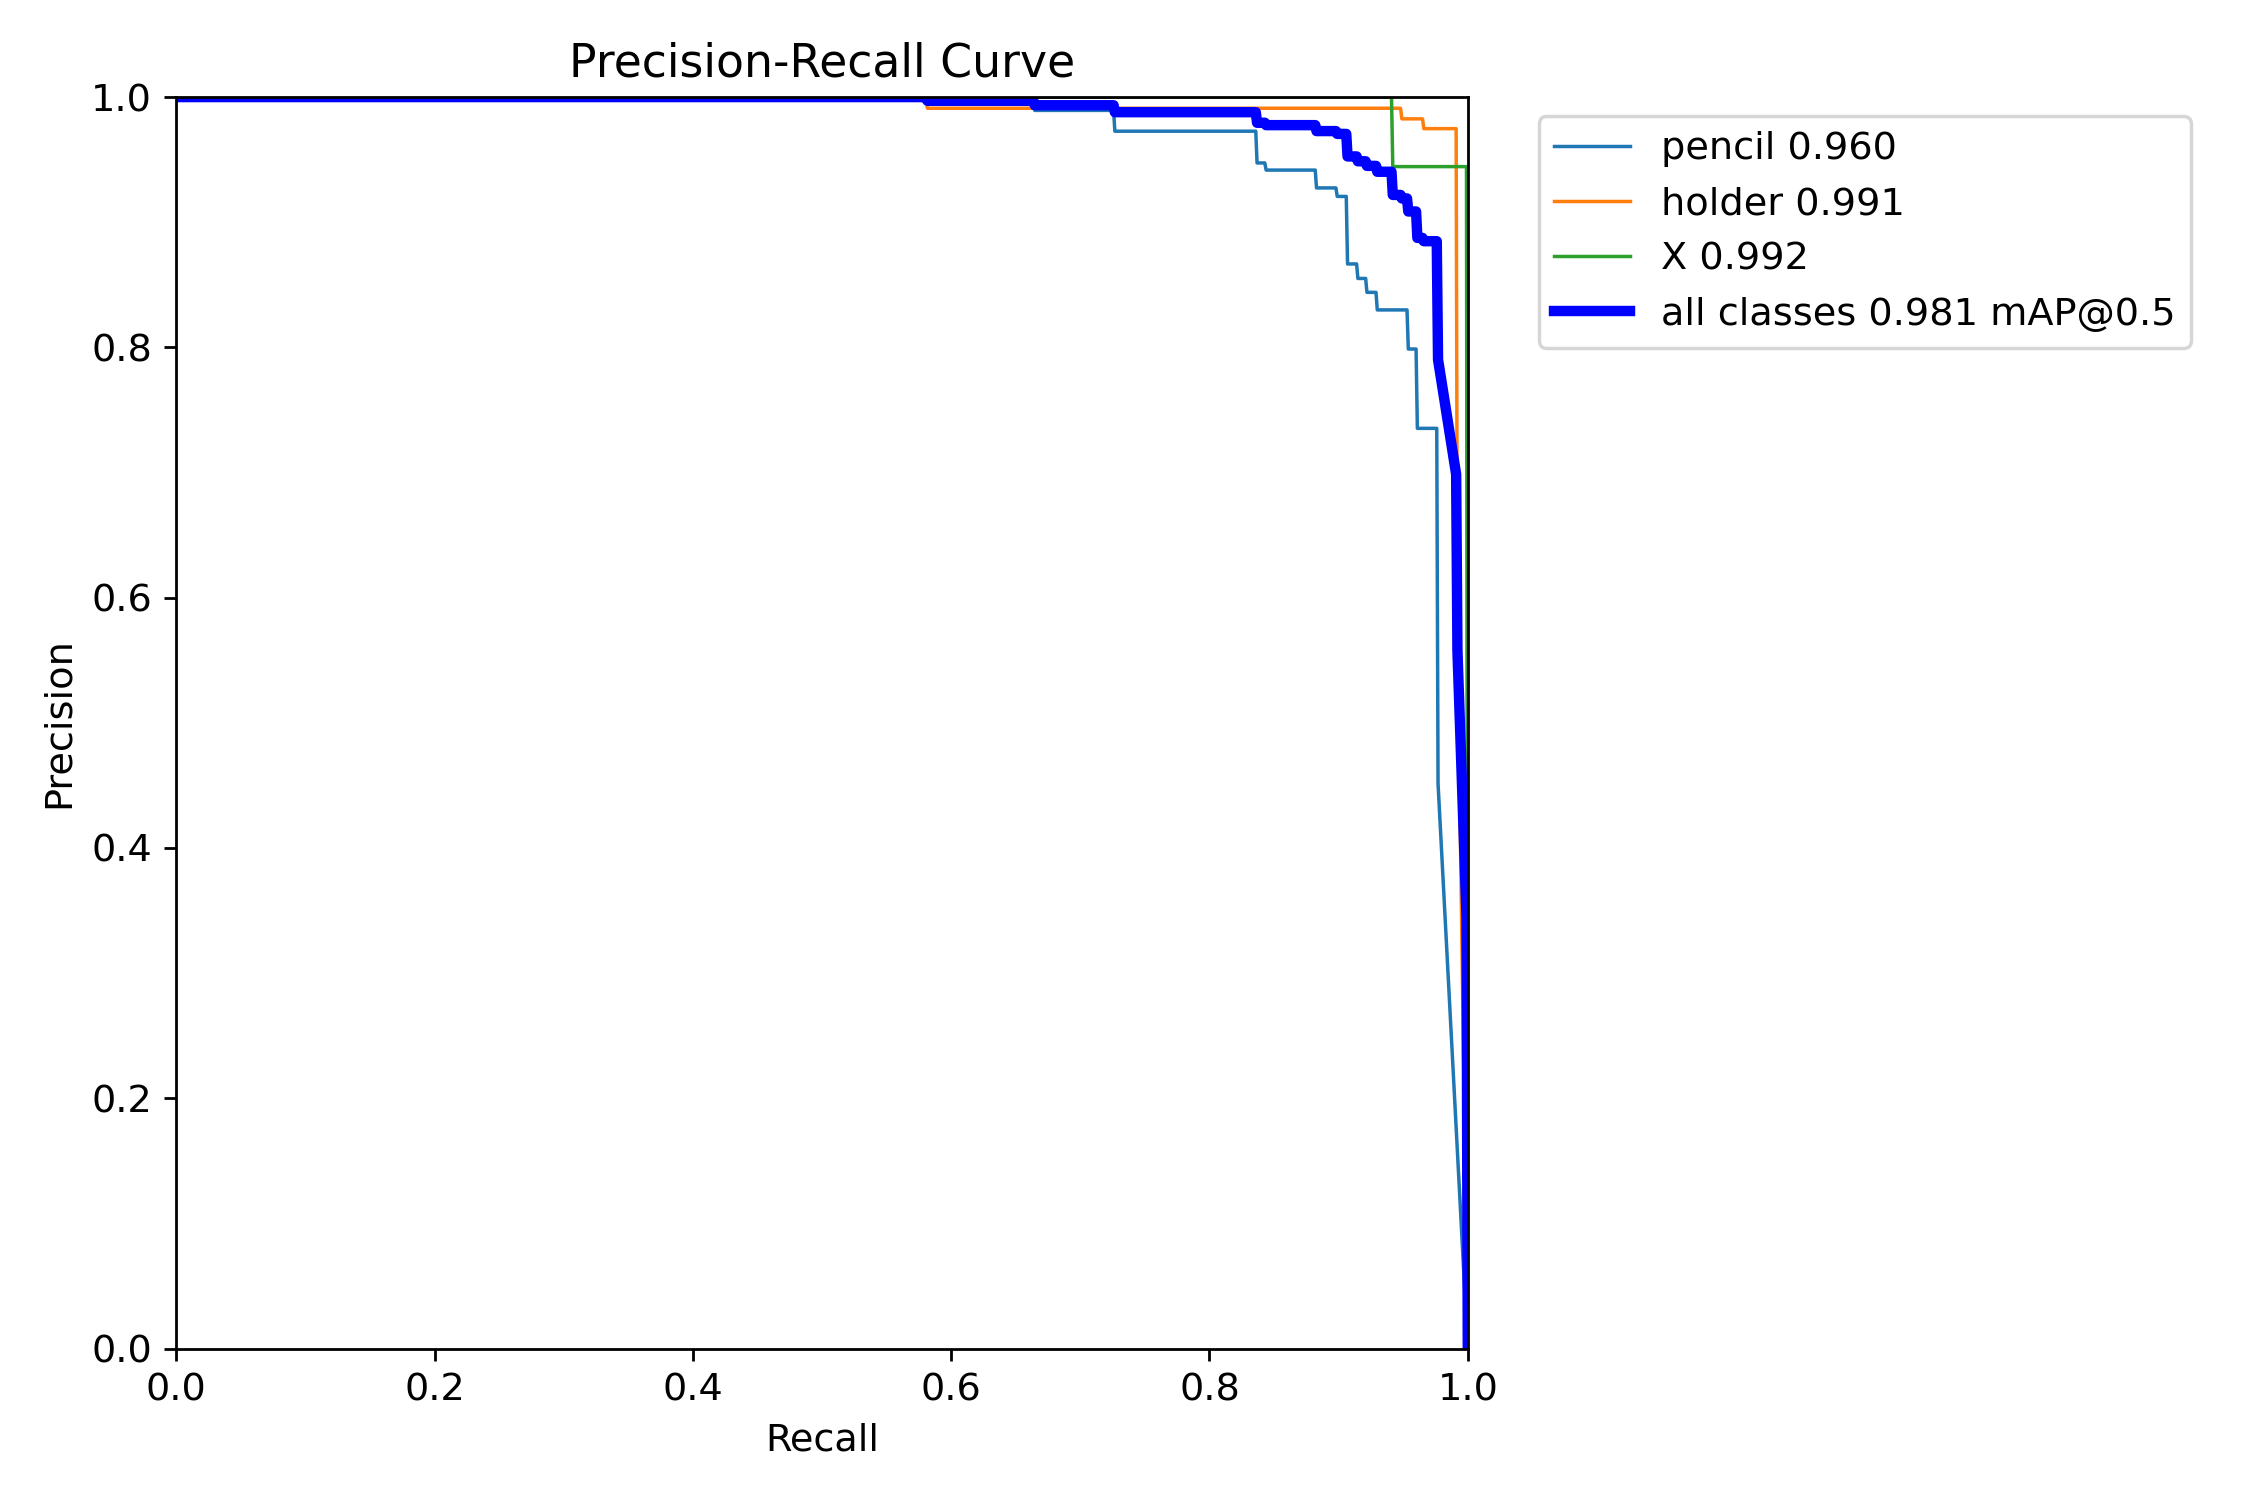 Precision-Recall Curve
1.0
0.8
0.6
0.4
0.2
0.0
Precision
0.0 0.2 0.4 0.6 0.8 1.0
Recall
pencil 0.960
holder 0.991
X 0.992
all classes 0.981 mAP@0.5